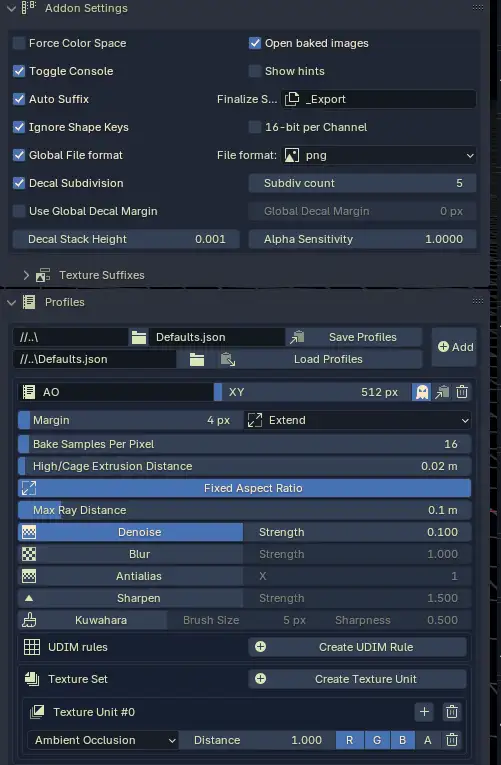 Addon Settings
Force Color Space Open baked images
Toggle Console Show hints
Auto Suffix Finalize S... _Export
Ignore Shape Keys 16-bit per Channel
Global File format File format: png
Decal Subdivision Subdiv count 5
Use Global Decal Margin Global Decal Margin 0 px
Decal Stack Height 0.001 Alpha Sensitivity 1.0000
Texture Suffixes
Profiles
//..\ Defaults.json Save Profiles Add
//..\Defaults.json Load Profiles
AO XY 512 px
Margin 4 px Extend
Bake Samples Per Pixel 16
High/Cage Extrusion Distance 0.02 m
Fixed Aspect Ratio
Max Ray Distance 0.1 m
Denoise Strength 0.100
Blur Strength 1.000
Antialias X 1
Sharpen Strength 1.500
Kuwahara Brush Size 5 px Sharpness 0.500
UDIM rules Create UDIM Rule
Texture Set Create Texture Unit
Texture Unit #0
Ambient Occlusion Distance 1.000 R G B A